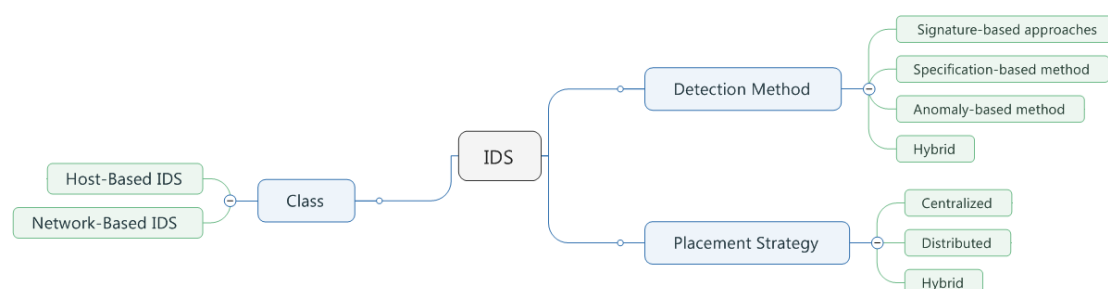 IDS
Class
Host-Based IDS
Network-Based IDS
Detection Method
Signature-based approaches
Specification-based method
Anomaly-based method
Hybrid
Placement Strategy
Centralized
Distributed
Hybrid